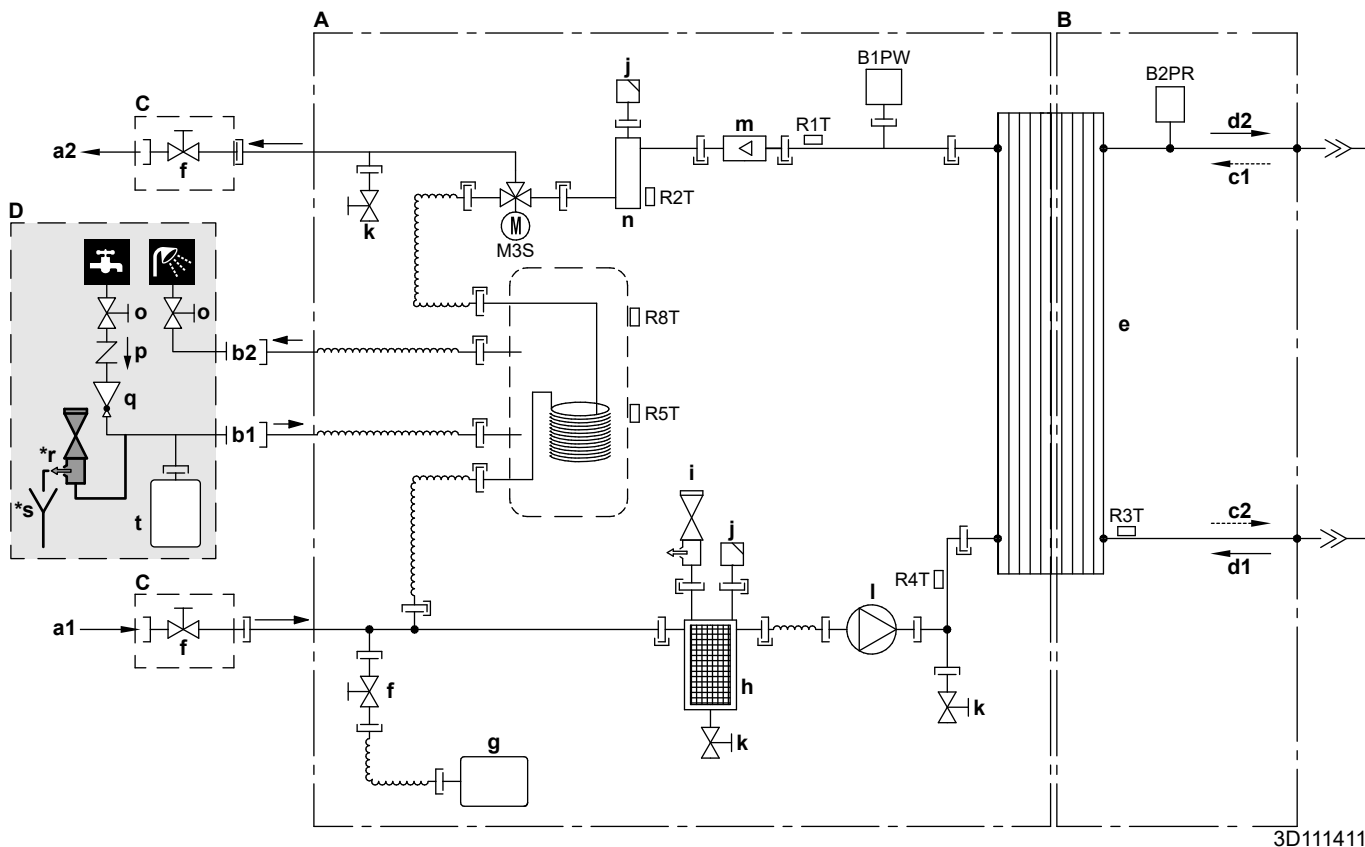 A
B
B1PW
B2PR
j
C
m
R1T
d2
a2
f
c1
k
n
R2T
D
M
M3S
o
o
R8T
e
p
b2
q
b1
R5T
*r
*s
t
i
j
R3T
c2
d1
C
R4T
l
a1
f
f
h
k
k
g
3D111411